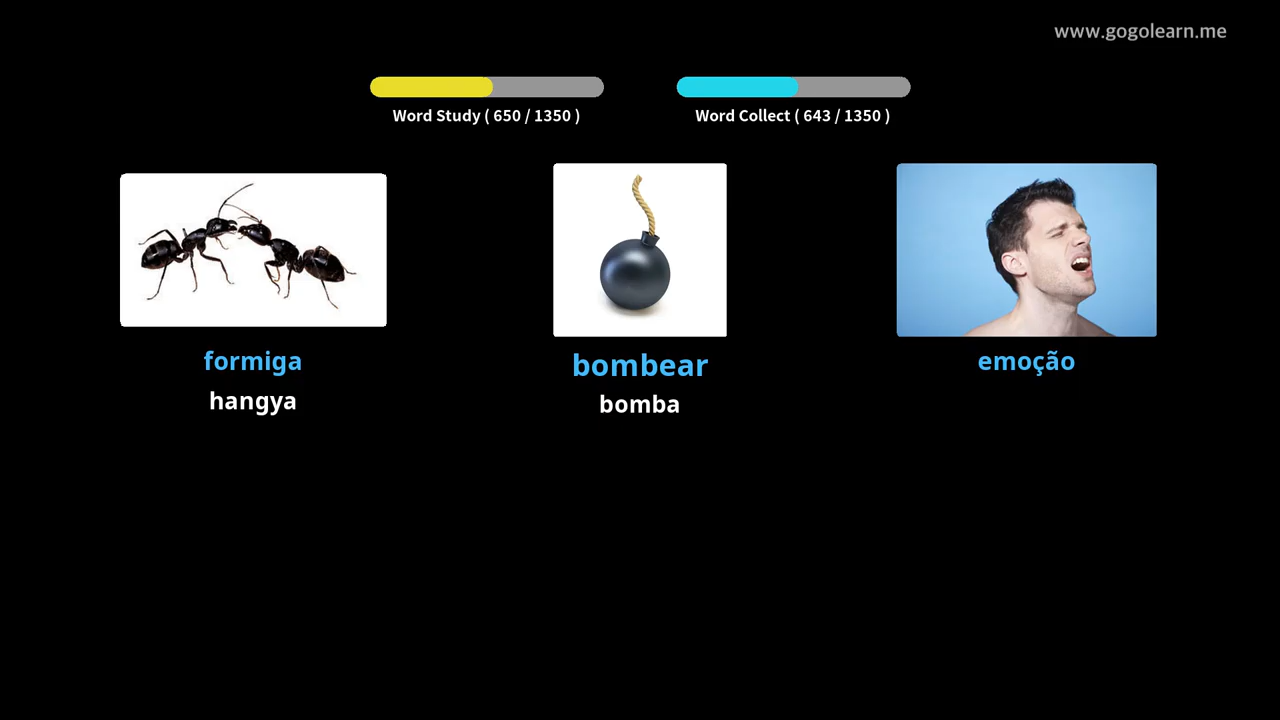 www.gogolearn.me
Word Study ( 650 / 1350 )
Word Collect ( 643 / 1350 )
formiga
hangya
bombear
bomba
emoção